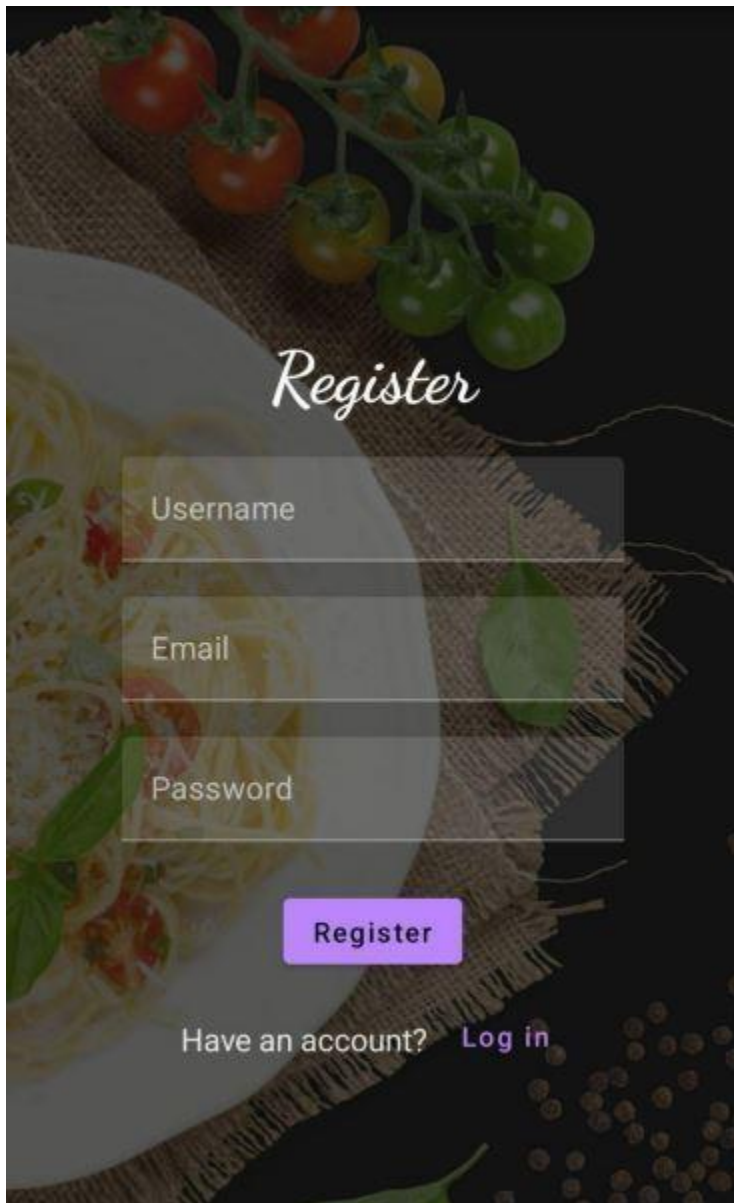 Register
Username
Email
Password
Register
Have an account? Log in